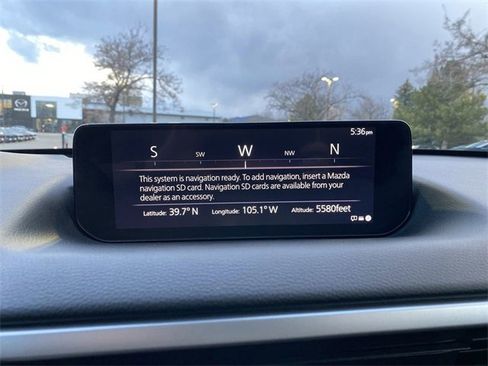 5:36pm
S SW W NW N
This system is navigation ready. To add navigation, insert a Mazda
navigation SD card. Navigation SD cards are available from your
dealer as an accessory.
Latitude: 39.7° N Longitude: 105.1° W Altitude: 5580feet